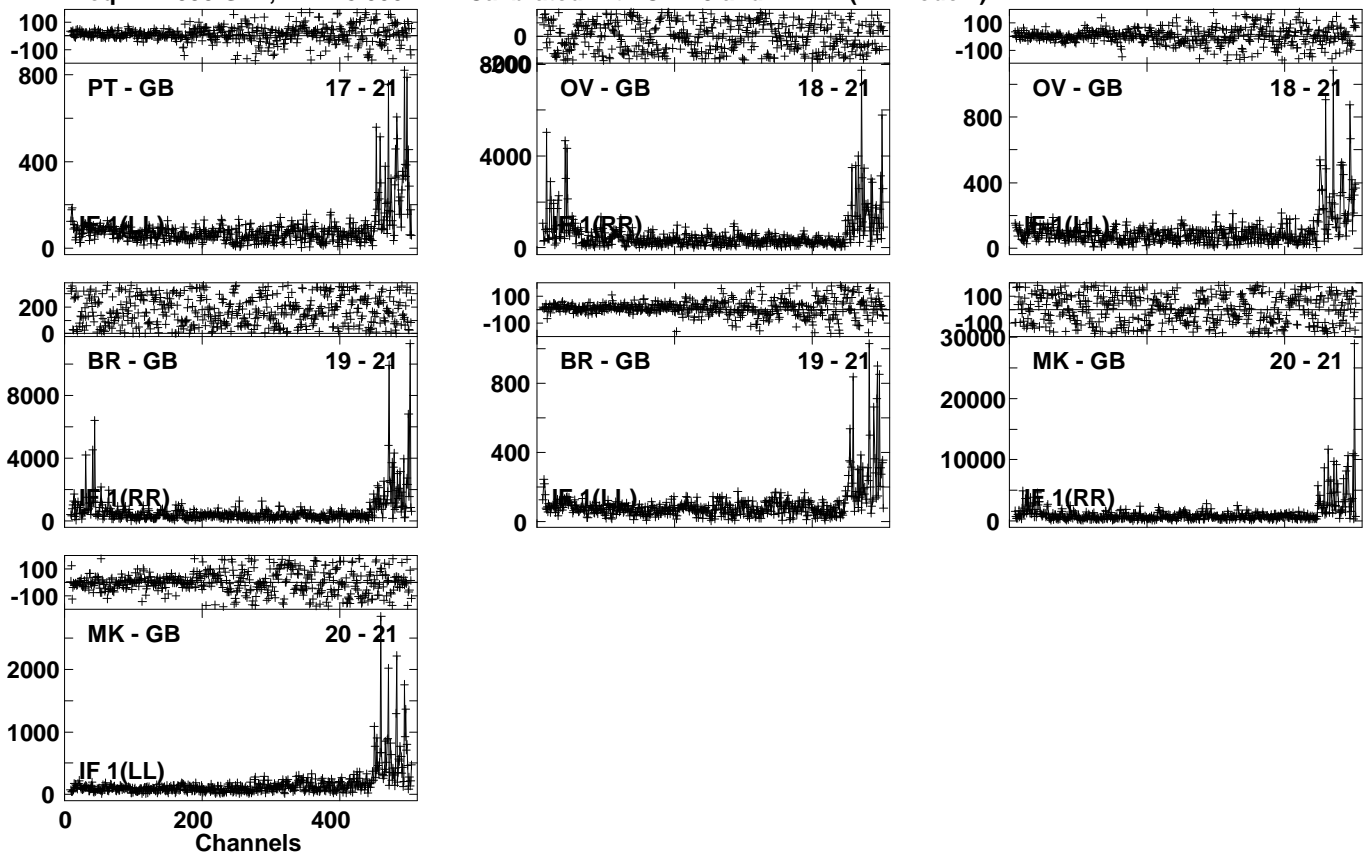 100
-100
800
400
0
PT - GB 17 - 21
IF 1(LL)
0
8000
4000
0
OV - GB 18 - 21
IF 1(RR)
100
-100
800
400
0
OV - GB 18 - 21
IF 1(LL)
200
0
8000
4000
0
BR - GB 19 - 21
IF 1(RR)
100
-100
800
400
0
BR - GB 19 - 21
IF 1(LL)
100
-100
30000
20000
10000
0
MK - GB 20 - 21
IF 1(RR)
100
-100
2000
1000
0
MK - GB 20 - 21
IF 1(LL)
0 200 400
Channels